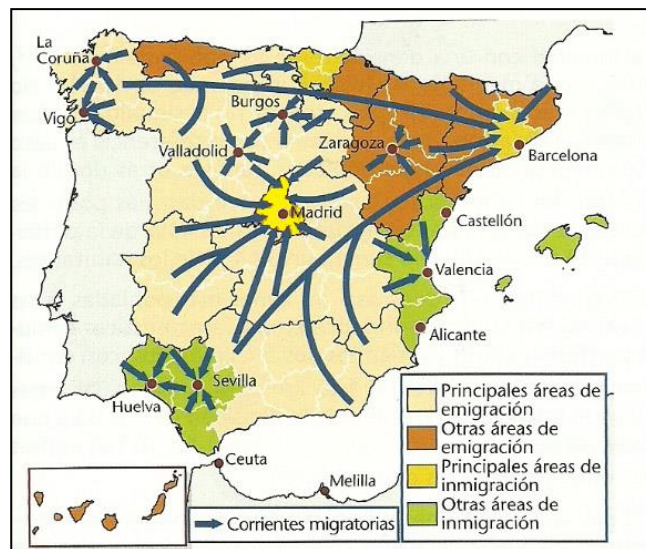 La
Coruña
Vigo
Burgos
Valladolid
Zaragoza
Barcelona
Madrid
Castellón
Valencia
Alicante
Sevilla
Huelva
Ceuta
Melilla
Principales áreas de
emigración
Otras áreas de
emigración
Principales áreas de
inmigración
Otras áreas de
inmigración
Corrientes migratorias